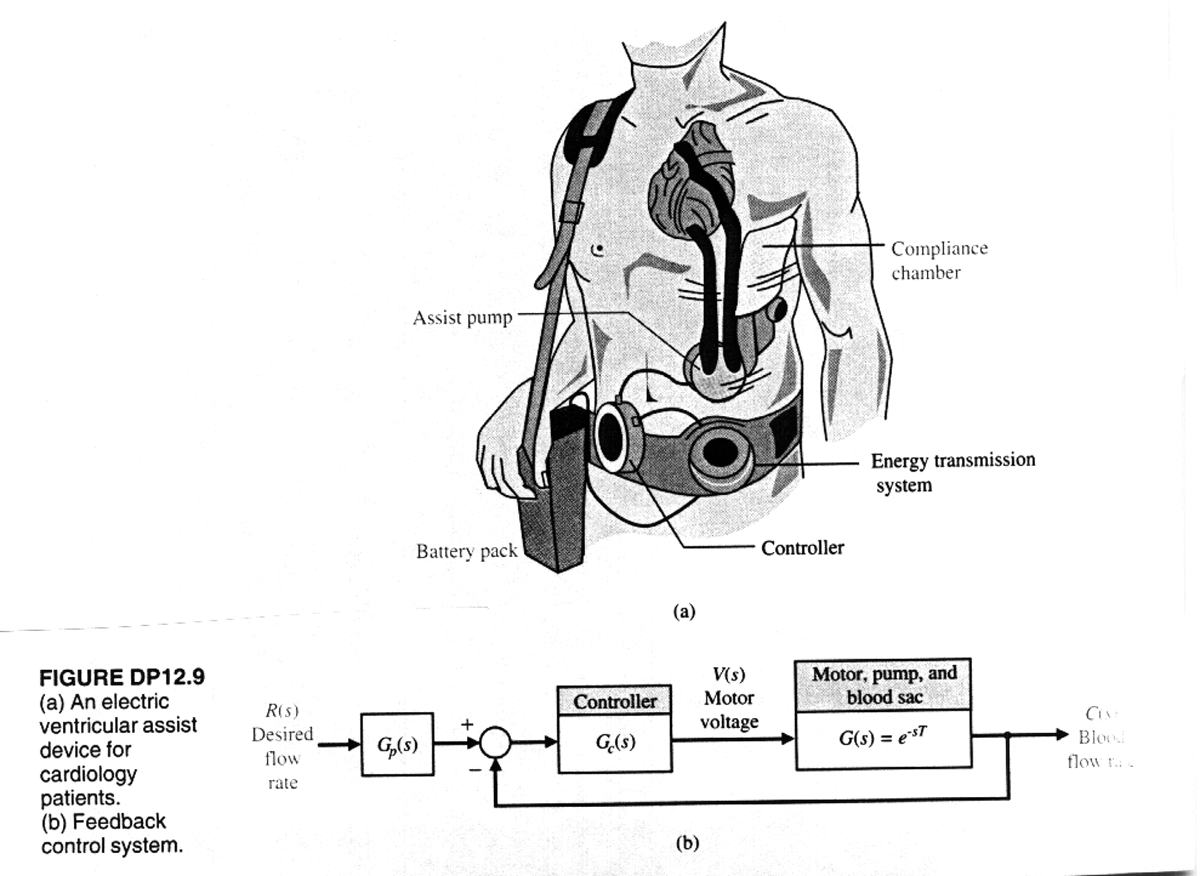 Compliance
chamber
Assist pump
Energy transmission
system
Battery pack
Controller
(a)
FIGURE DP12.9
(a) An electric
ventricular assist
device for
cardiology
patients.
(b) Feedback
control system.
R(s)
Desired
flow
rate
Gp(s)
+
−
Controller
Gc(s)
V(s)
Motor
voltage
Motor, pump, and
blood sac
G(s) = e^-sT
flow
(b)